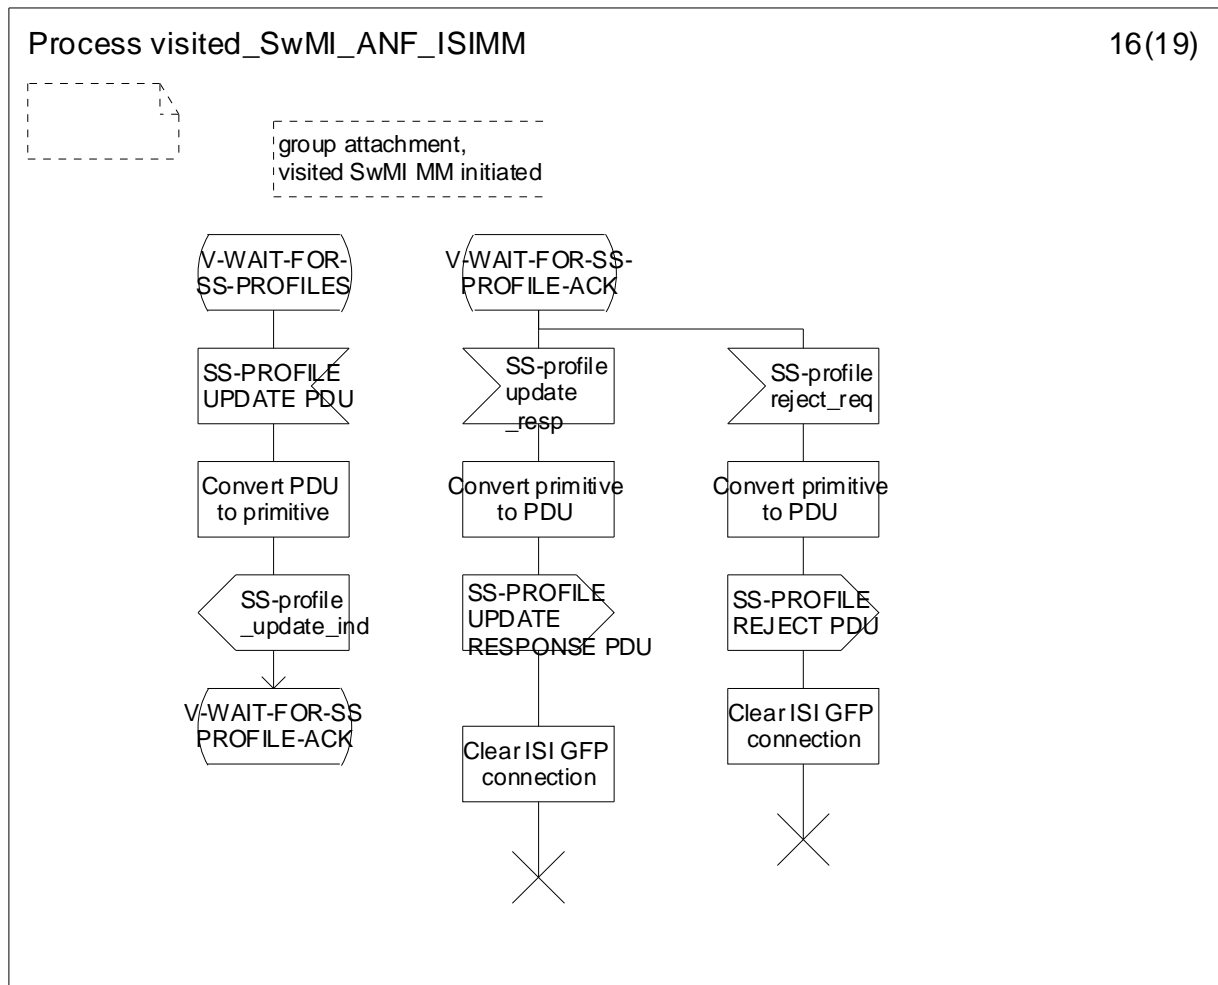 Process visited_SwMI_ANF_ISIMM
16(19)
group attachment,
visited SwMI MM initiated
V-WAIT-FOR-
SS-PROFILES
V-WAIT-FOR-SS-
PROFILE-ACK
SS-PROFILE
UPDATE PDU
SS-profile
update
_resp
SS-profile
reject_req
Convert PDU
to primitive
Convert primitive
to PDU
Convert primitive
to PDU
SS-profile
_update_ind
SS-PROFILE
UPDATE
RESPONSE PDU
SS-PROFILE
REJECT PDU
V-WAIT-FOR-SS
PROFILE-ACK
Clear ISI GFP
connection
Clear ISI GFP
connection